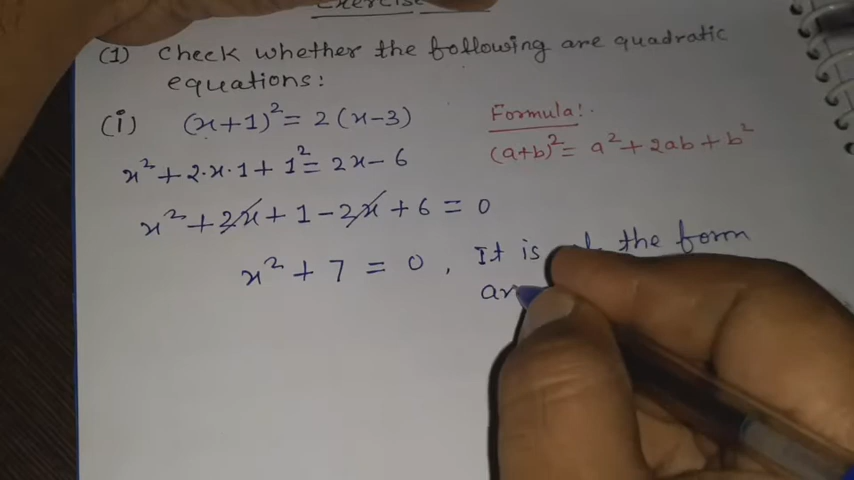 Exercise
(1) Check whether the following are quadratic
equations:
(i) (x+1)² = 2(x-3)
Formula:
(a+b)² = a² + 2ab + b²
x² + 2·x·1 + 1² = 2x - 6
x² + 2x + 1 - 2x + 6 = 0
x² + 7 = 0, It is the form